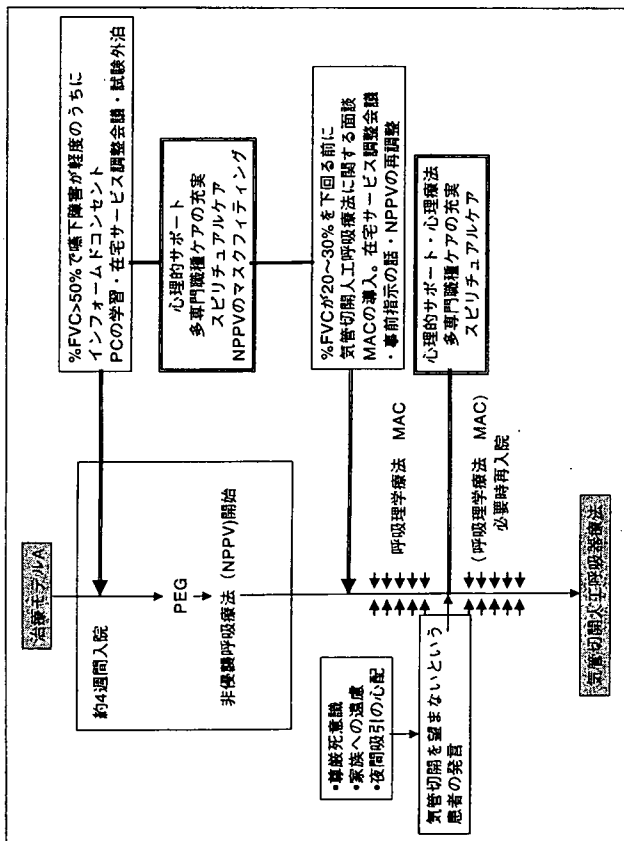 治療モデルA
約4週間入院
PEG
非侵襲呼吸療法 (NPPV)開始
%FVC>50%で嚥下障害が軽度のうちに
インフォームドコンセント
PCの学習・在宅サービス調整会議・試験外泊
心理的サポート
多専門職種ケアの充実
スピリチュアルケア
NPPVのマスクフィティング
%FVCが20～30%を下回る前に
気管切開人工呼吸療法に関する面談
MACの導入。在宅サービス調整会議
・事前指示の話・NPPVの再調整
呼吸理学療法 MAC
•尊厳死意識
•家族への遠慮
•夜間吸引の心配
気管切開を望まないという
患者の発言
心理的サポート・心理療法
多専門職種ケアの充実
スピリチュアルケア
(呼吸理学療法 MAC)
必要時再入院
気管切開人工呼吸器療法